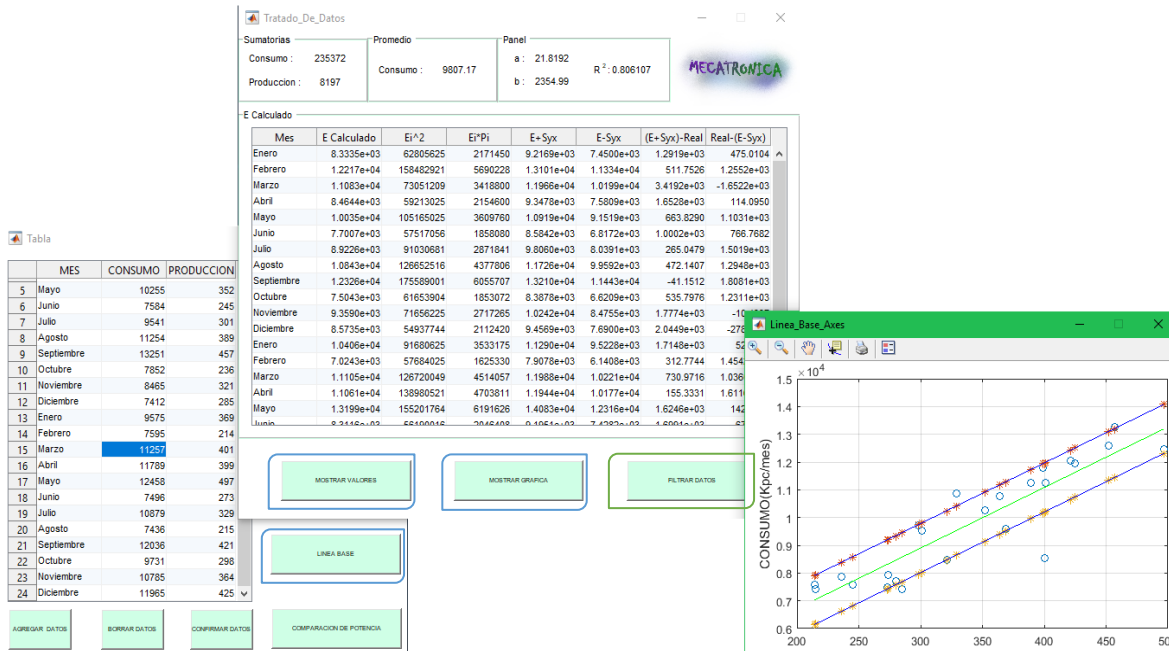 Tratado_De_Datos
Sumatorias
Consumo : 235372
Produccion : 8197
Promedio
Consumo : 9807.17
Panel
a : 21.8192
b : 2354.99
R 2 : 0.806107
MECATRONICA
E Calculado
Mes E Calculado Ei^2 Ei*Pi E+Syx E-Syx (E+Syx)-Real Real-(E-Syx)
Enero 8.3335e+03 62805625 2171450 9.2169e+03 7.4500e+03 1.2919e+03 475.0104
Febrero 1.2217e+04 158482921 5690228 1.3101e+04 1.1334e+04 511.7526 1.2552e+03
Marzo 1.1083e+04 73051209 3418800 1.1966e+04 1.0199e+04 3.4192e+03 -1.6522e+03
Abril 8.4644e+03 59213025 2154600 9.3478e+03 7.5809e+03 1.6528e+03 114.0950
Mayo 1.0035e+04 105165025 3609760 1.0919e+04 9.1519e+03 663.8290 1.1031e+03
Junio 7.7007e+03 57517056 1858080 8.5842e+03 6.8172e+03 1.0002e+03 766.7682
Julio 8.9226e+03 91030681 2871841 9.8060e+03 8.0391e+03 265.0479 1.5019e+03
Agosto 1.0843e+04 126652516 4377806 1.1726e+04 9.9592e+03 472.1407 1.2948e+03
Septiembre 1.2326e+04 175589001 6055707 1.3210e+04 1.1443e+04 -41.1512 1.8081e+03
Octubre 7.5043e+03 61653904 1853072 8.3878e+03 6.6209e+03 535.7976 1.2311e+03
Noviembre 9.3590e+03 71656225 2717265 1.0242e+04 8.4755e+03 1.7774e+03
Diciembre 8.5735e+03 54937744 2112420 9.4569e+03 7.6900e+03 2.0449e+03 -278
Enero 1.0406e+04 91680625 3533175 1.1290e+04 9.5228e+03 1.7148e+03 52
Febrero 7.0243e+03 57684025 1625330 7.9078e+03 6.1408e+03 312.7744 1.454
Marzo 1.1105e+04 126720049 4514057 1.1988e+04 1.0221e+04 730.9716 1.036
Abril 1.1061e+04 138980521 4703811 1.1944e+04 1.0177e+04 155.3331 1.611
Mayo 1.3199e+04 155201764 6191626 1.4083e+04 1.2316e+04 1.6246e+03 142
MOSTRAR VALORES
MOSTRAR GRAFICA
FILTRAR DATOS
Tabla
MES CONSUMO PRODUCCION
5 Mayo 10255 352
6 Junio 7584 245
7 Julio 9541 301
8 Agosto 11254 389
9 Septiembre 13251 457
10 Octubre 7852 236
11 Noviembre 8465 321
12 Diciembre 7412 285
13 Enero 9575 369
14 Febrero 7595 214
15 Marzo 11257 401
16 Abril 11789 399
17 Mayo 12458 497
18 Junio 7496 273
19 Julio 10879 329
20 Agosto 7436 215
21 Septiembre 12036 421
22 Octubre 9731 298
23 Noviembre 10785 364
24 Diciembre 11965 425
LINEA BASE
AGREGAR DATOS
BORRAR DATOS
CONFIRMAR DATOS
COMPARACION DE POTENCIA
Linea_Base_Axes
×10 4
CONSUMO(Kpc/mes)
1.5
1.4
1.3
1.2
1.1
1
0.9
0.8
0.7
0.6
200 250 300 350 400 450 500